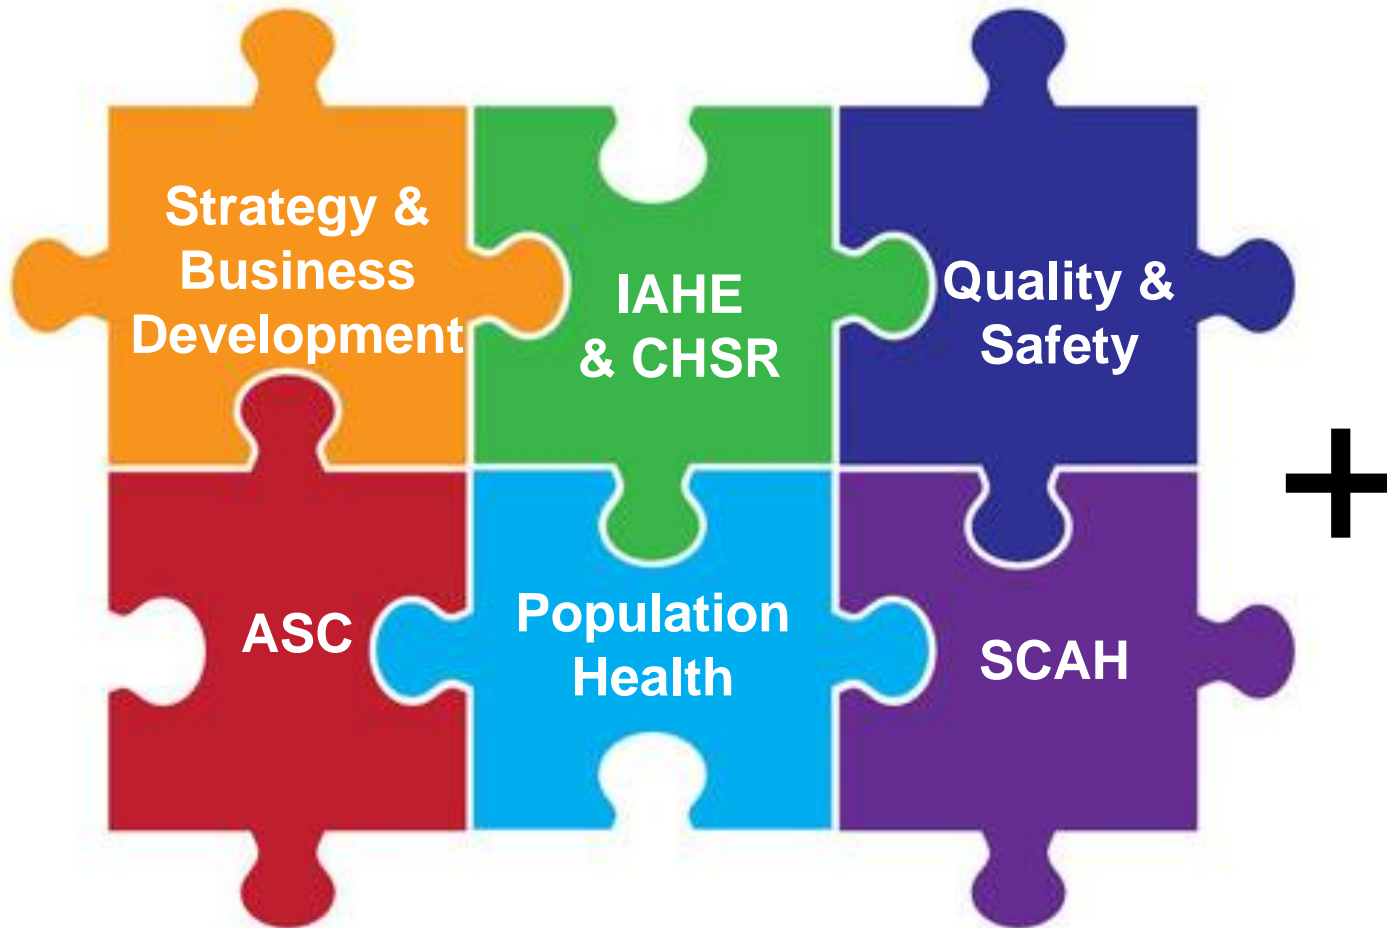 Strategy &
Business
Development
IAHE
& CHSR
Quality &
Safety
+
ASC
Population
Health
SCAH